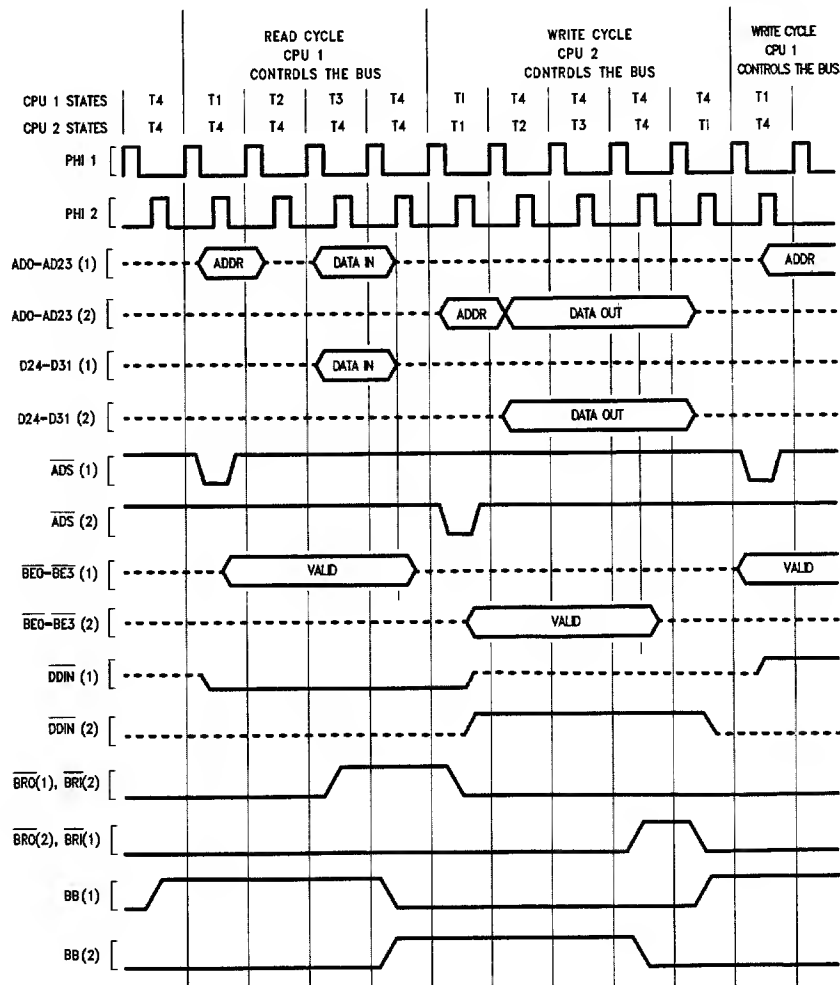 READ CYCLE
CPU 1
CONTROLS THE BUS
WRITE CYCLE
CPU 2
CONTROLS THE BUS
WRITE CYCLE
CPU 1
CONTROLS THE BUS
CPU 1 STATES T4 T1 T2 T3 T4 Ti T4 T4 T4 T4 T1
CPU 2 STATES T4 T4 T4 T4 T4 T1 T2 T3 T4 Ti T4
PHI 1
PHI 2
AD0-AD23 (1) ADDR DATA IN ADDR
AD0-AD23 (2) ADDR DATA OUT
D24-D31 (1) DATA IN
D24-D31 (2) DATA OUT
ADS (1)
ADS (2)
BE0-BE3 (1) VALID VALID
BE0-BE3 (2) VALID
DDIN (1)
DDIN (2)
BRO(1), BRI(2)
BRO(2), BRI(1)
BB (1)
BB (2)